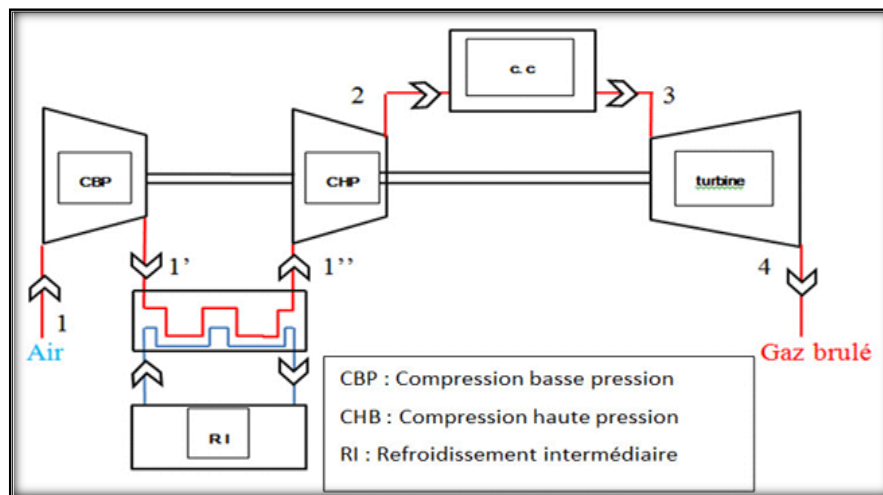 c. c
2
3
CBP
CHP
turbine
1’
1’’
4
1
Air
Gaz brulé
CBP : Compression basse pression
CHB : Compression haute pression
RI : Refroidissement intermédiaire
R I